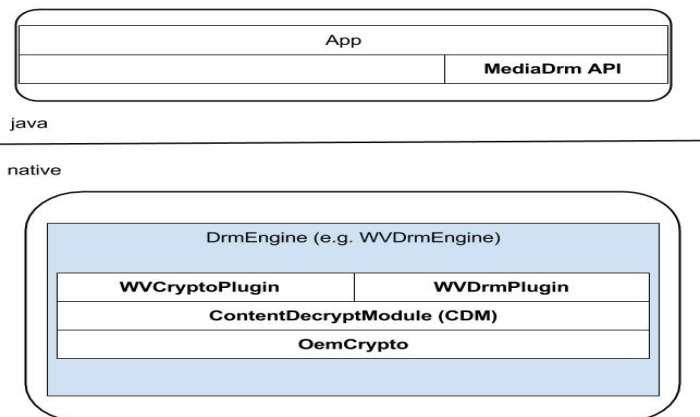 App
MediaDrm API
java
native
DrmEngine (e.g. WVDrmEngine)
WVCryptoPlugin WVDrmPlugin
ContentDecryptModule (CDM)
OemCrypto